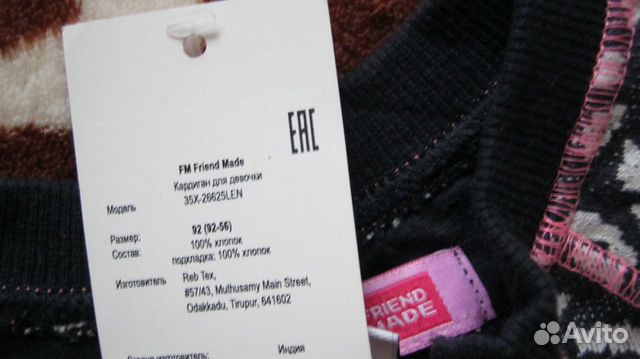 EAC
FM Friend Made
Кардиган для девочки
Модель 35X-26625LEN
Размер: 92 (92-56)
Состав: 100% хлопок
подкладка: 100% хлопок
Изготовитель Reb Tex,
#57/43, Muthusamy Main Street,
Odakkadu, Tirupur, 641602
Индия
FRIEND
MADE
Avito